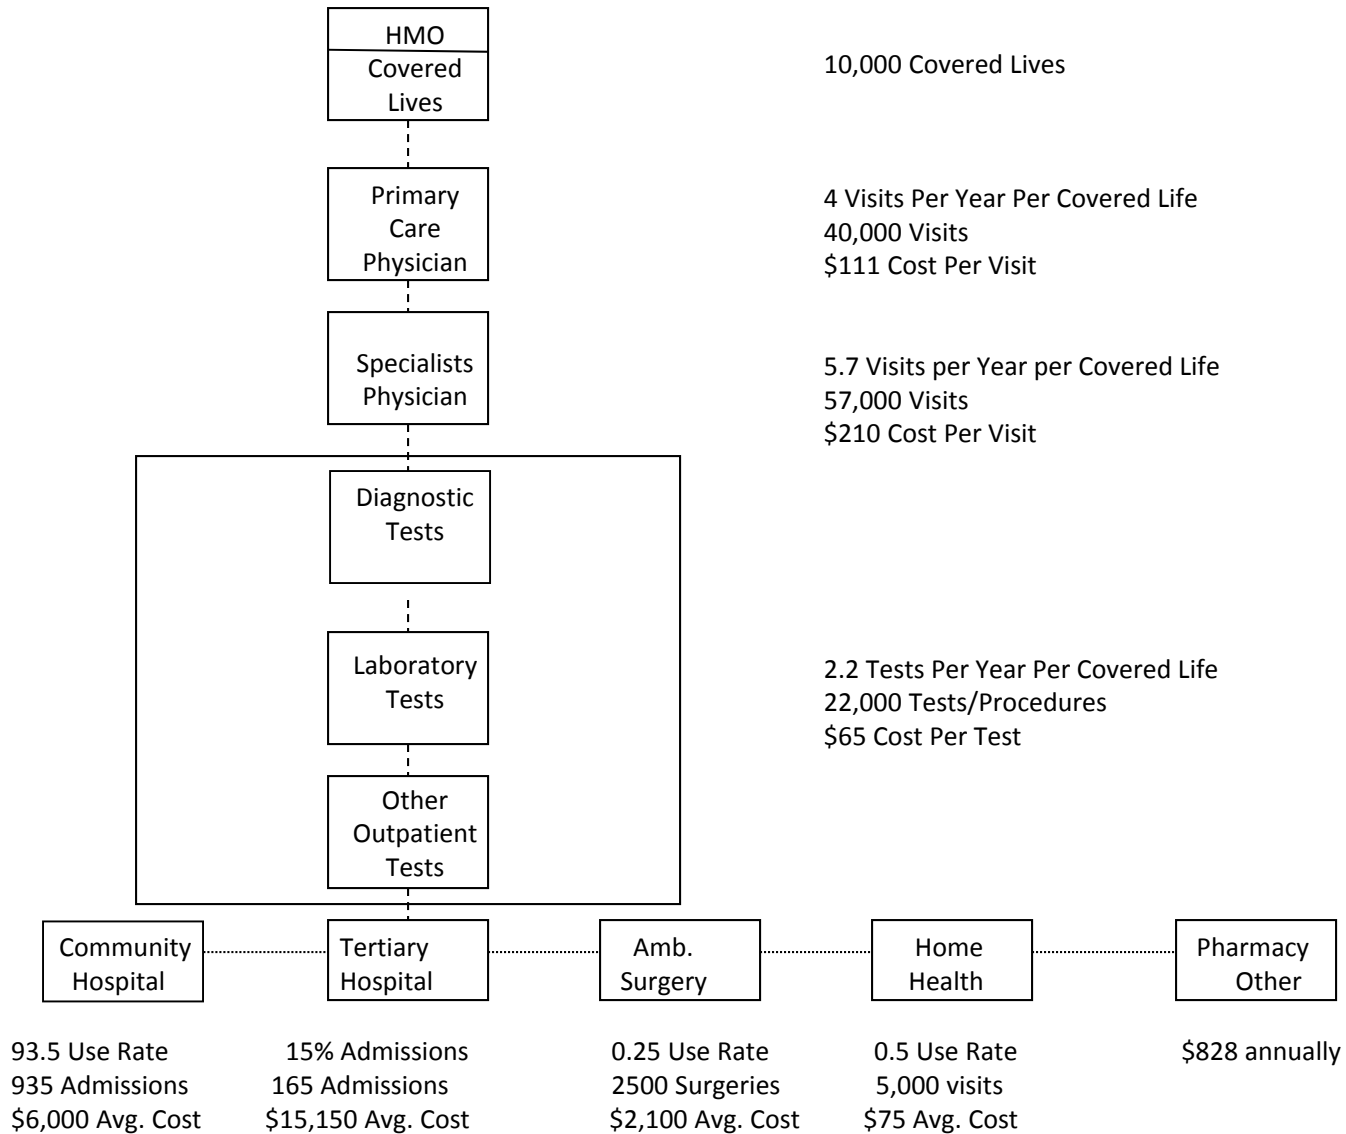 HMO
Covered
Lives
10,000 Covered Lives
Primary
Care
Physician
4 Visits Per Year Per Covered Life
40,000 Visits
$111 Cost Per Visit
Specialists
Physician
5.7 Visits per Year per Covered Life
57,000 Visits
$210 Cost Per Visit
Diagnostic
Tests
Laboratory
Tests
2.2 Tests Per Year Per Covered Life
22,000 Tests/Procedures
$65 Cost Per Test
Other
Outpatient
Tests
Community
Hospital
Tertiary
Hospital
Amb.
Surgery
Home
Health
Pharmacy
Other
93.5 Use Rate
935 Admissions
$6,000 Avg. Cost
15% Admissions
165 Admissions
$15,150 Avg. Cost
0.25 Use Rate
2500 Surgeries
$2,100 Avg. Cost
0.5 Use Rate
5,000 visits
$75 Avg. Cost
$828 annually